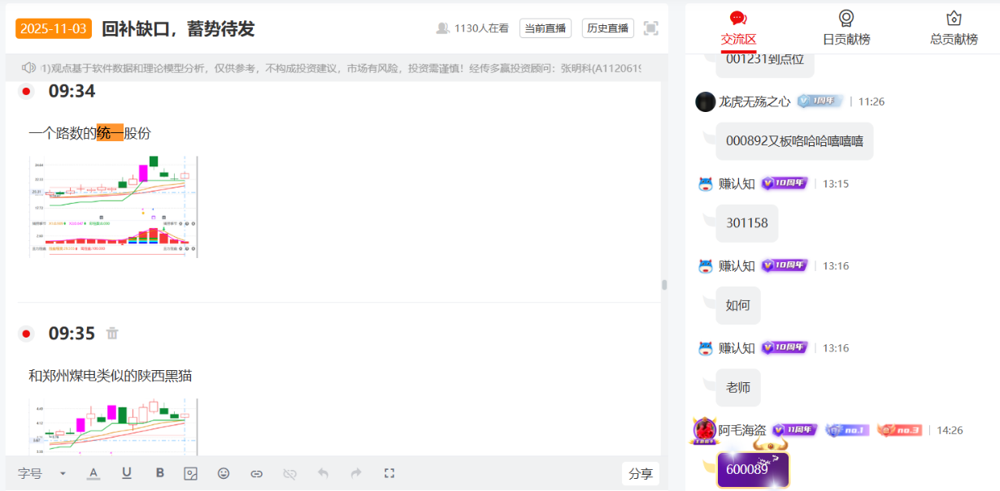 2025-11-03 回补缺口，蓄势待发
1130人在看 当前直播 历史直播
1)观点基于软件数据和理论模型分析，仅供参考，不构成投资建议，市场有风险，投资需谨慎！经传多赢投资顾问：张明科(A1120619
09:34
一个路数的统一股份
09:35
和郑州煤电类似的陕西黑猫
字号 A U B
分享
交流区 日贡献榜 总贡献榜
001231到点位
龙虎无殇之心 1周年 11:26
000892又板咯哈哈嘻嘻嘻
赚认知 10周年 13:15
301158
赚认知 10周年 13:16
如何
赚认知 10周年 13:16
老师
阿毛海盗 11周年 no.1 no.3 14:26
600089